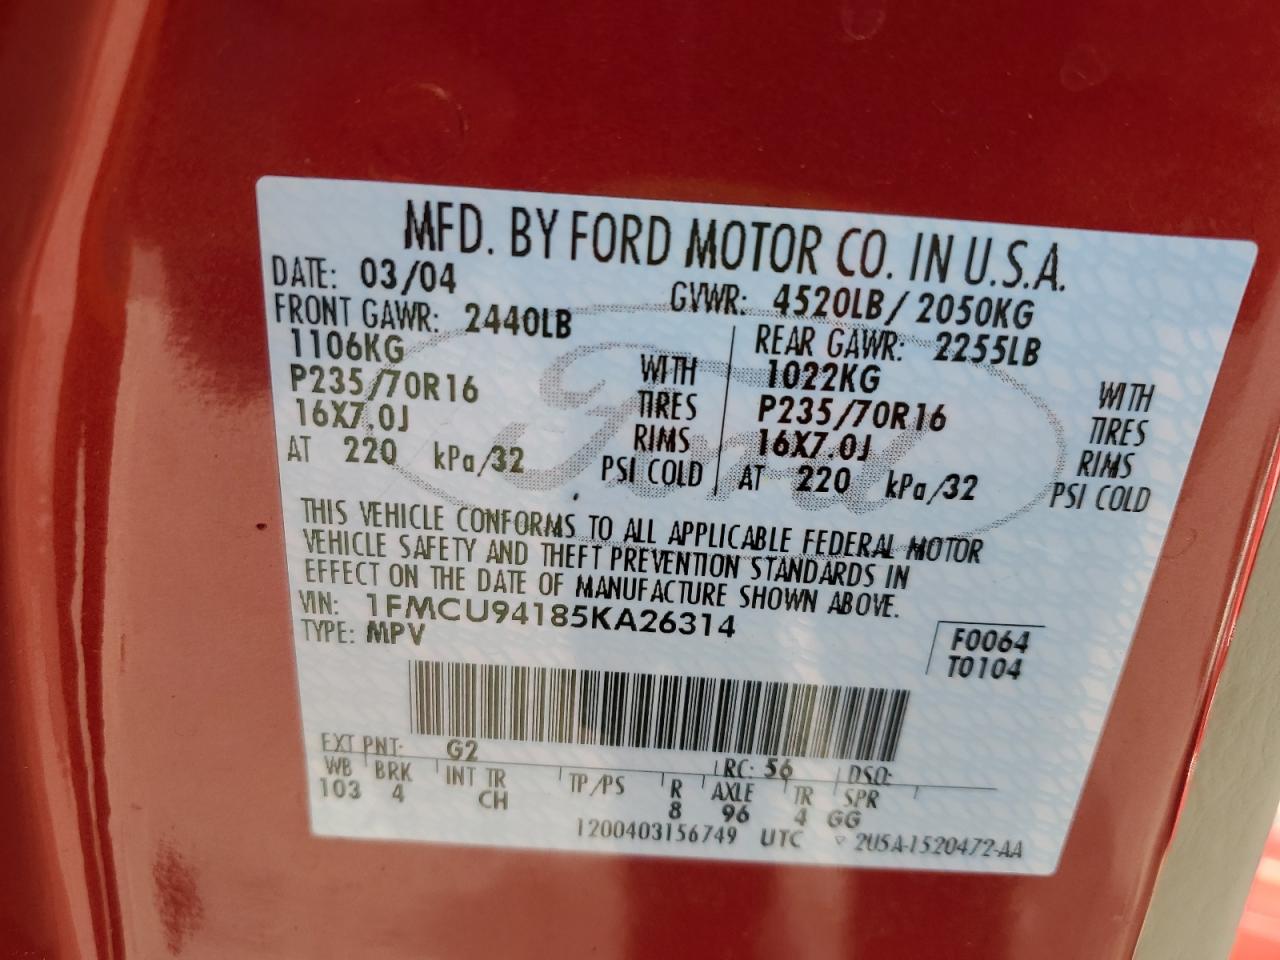 MFD. BY FORD MOTOR CO. IN U.S.A.
DATE: 03/04 GVWR: 4520LB/ 2050KG
FRONT GAWR: 2440LB REAR GAWR: 2255LB
1106KG WITH 1022KG WITH
P235/70R16 TIRES P235/70R16 TIRES
16X7.0J RIMS 16X7.0J RIMS
AT 220 kPa/32 PSI COLD AT 220 kPa/32 PSI COLD
Ford
THIS VEHICLE CONFORMS TO ALL APPLICABLE FEDERAL MOTOR
VEHICLE SAFETY AND THEFT PREVENTION STANDARDS IN
EFFECT ON THE DATE OF MANUFACTURE SHOWN ABOVE.
VIN: 1FMCU94185KA26314
TYPE: MPV
F0064
T0104
EXT PNT: G2 RC: 56 DSO:
WB BRK INT TR TP/PS R AXLE TR SPR
103 4 CH 8 96 4 GG
1200403156749 UTC ▽ 2U5A-1520472-AA